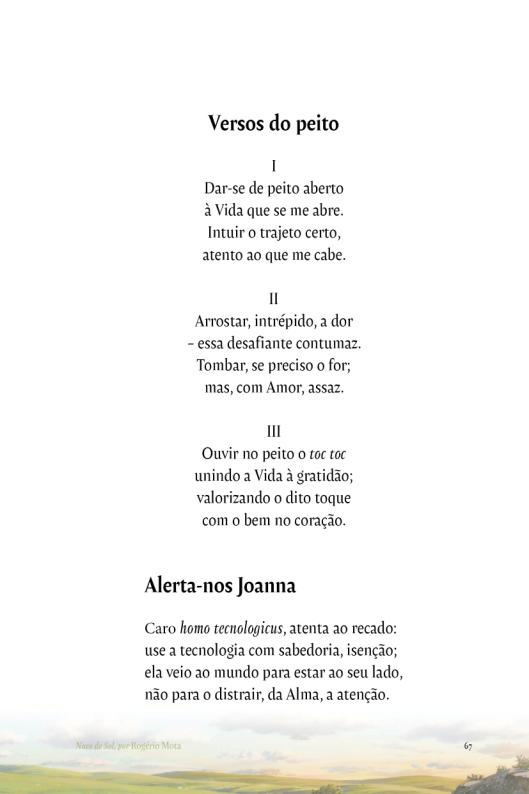 Versos do peito
I
Dar-se de peito aberto
à Vida que se me abre.
Intuir o trajeto certo,
atento ao que me cabe.
II
Arrostar, intrépido, a dor
– essa desafiante contumaz.
Tombar, se preciso o for;
mas, com Amor, assaz.
III
Ouvir no peito o toc toc
unindo a Vida à gratidão;
valorizando o dito toque
com o bem no coração.
Alerta-nos Joanna
Caro homo tecnologicus, atenta ao recado:
use a tecnologia com sabedoria, isenção;
ela veio ao mundo para estar ao seu lado,
não para o distrair, da Alma, a atenção.
de Sol, por Rogério Mota 67